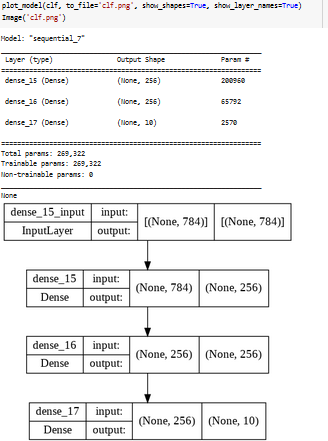 plot_model(clf, to_file='clf.png', show_shapes=True, show_layer_names=True)
Image('clf.png')
Model: "sequential_7"
Layer (type) Output Shape Param #
dense_15 (Dense) (None, 256) 200960
dense_16 (Dense) (None, 256) 65792
dense_17 (Dense) (None, 10) 2570
Total params: 269,322
Trainable params: 269,322
Non-trainable params: 0
None
dense_15_input input: [(None, 784)] [(None, 784)]
InputLayer output:
dense_15 input: (None, 784) (None, 256)
Dense output:
dense_16 input: (None, 256) (None, 256)
Dense output:
dense_17 input: (None, 256) (None, 10)
Dense output: